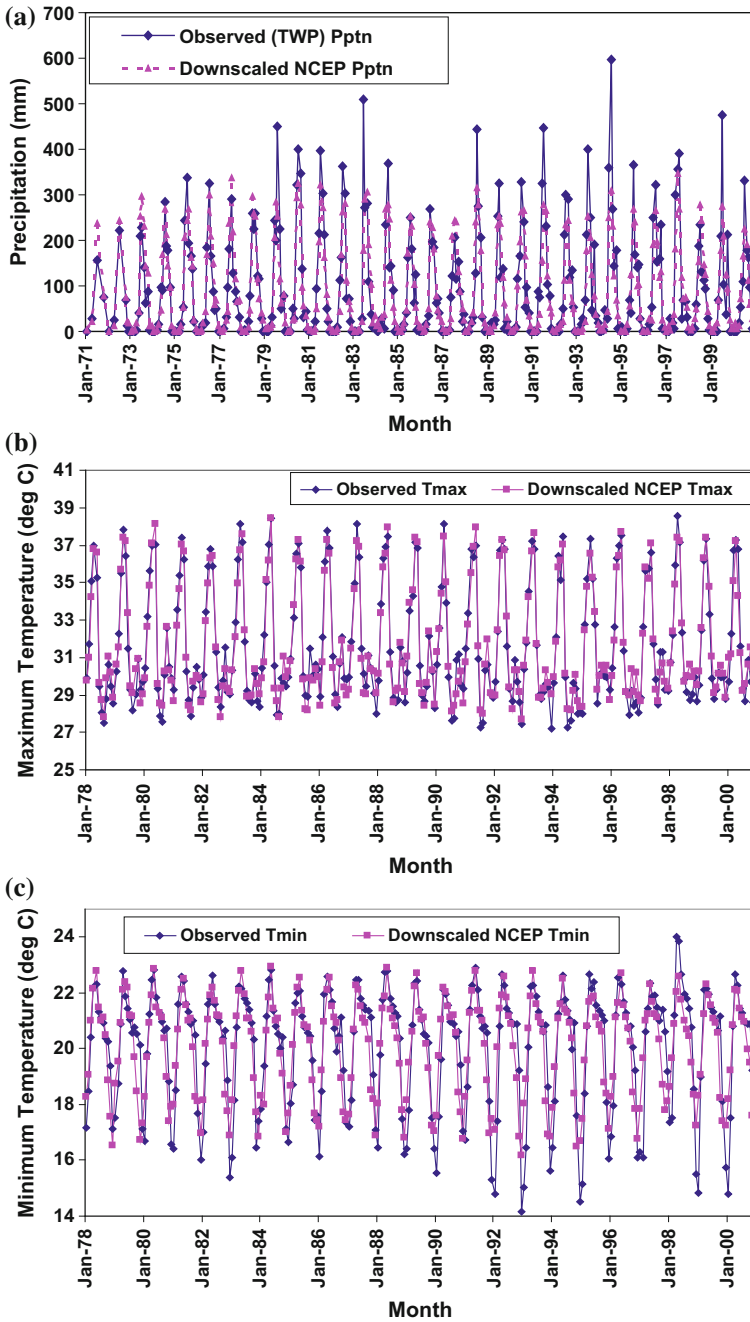 (a)
700
600
500
400
300
200
100
0
Precipitation (mm)
Observed (TWP) Pptn
Downscaled NCEP Pptn
Jan-71
Jan-73
Jan-75
Jan-77
Jan-79
Jan-81
Jan-83
Jan-85
Jan-87
Jan-89
Jan-91
Jan-93
Jan-95
Jan-97
Jan-99
Month
(b)
41
39
37
35
33
31
29
27
25
Maximum Temperature (deg C)
Observed Tmax
Downscaled NCEP Tmax
Jan-78
Jan-80
Jan-82
Jan-84
Jan-86
Jan-88
Jan-90
Jan-92
Jan-94
Jan-96
Jan-98
Jan-00
Month
(c)
24
22
20
18
16
14
Minimum Temperature (deg C)
Observed Tmin
Downscaled NCEP Tmin
Jan-78
Jan-80
Jan-82
Jan-84
Jan-86
Jan-88
Jan-90
Jan-92
Jan-94
Jan-96
Jan-98
Jan-00
Month